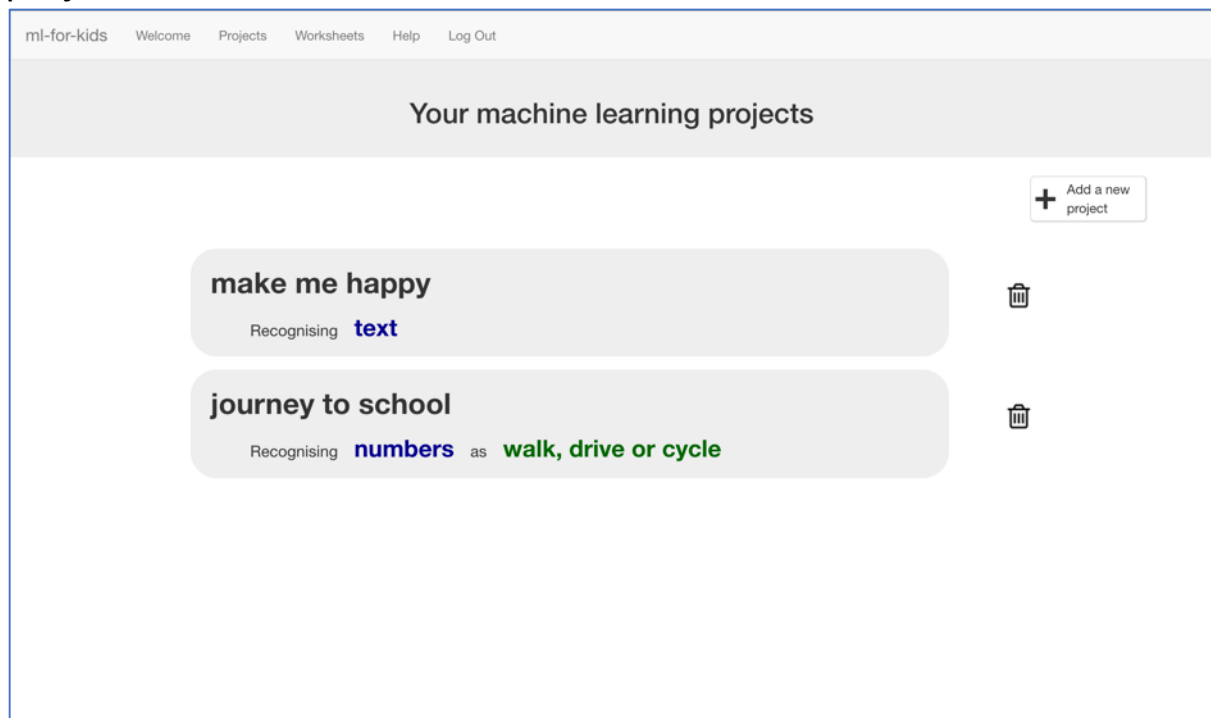 ml-for-kids Welcome Projects Worksheets Help Log Out
Your machine learning projects
Add a new
project
make me happy
Recognising text
journey to school
Recognising numbers as walk, drive or cycle